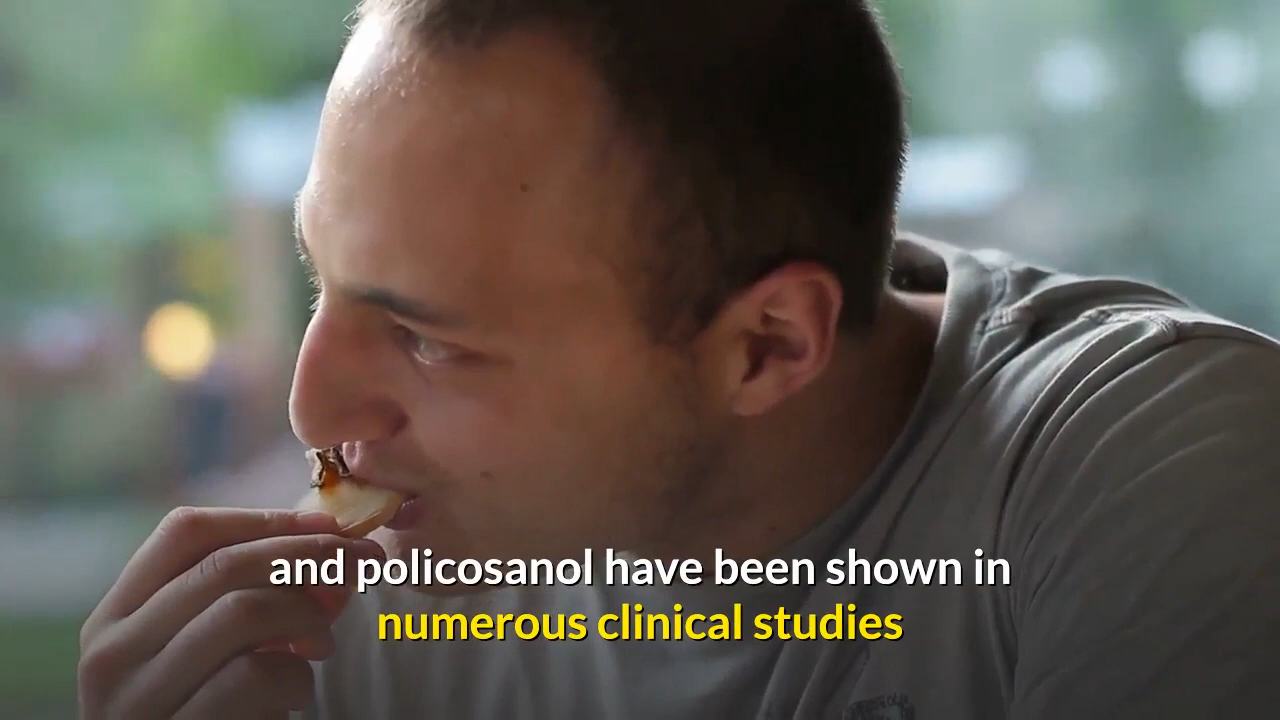 and policosanol have been shown in
numerous clinical studies